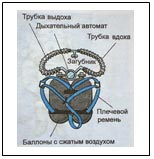 Трубка выдоха
Дыхательный автомат
Трубка вдоха
Загубник
Плечевой
ремень
Баллоны с сжатым воздухом